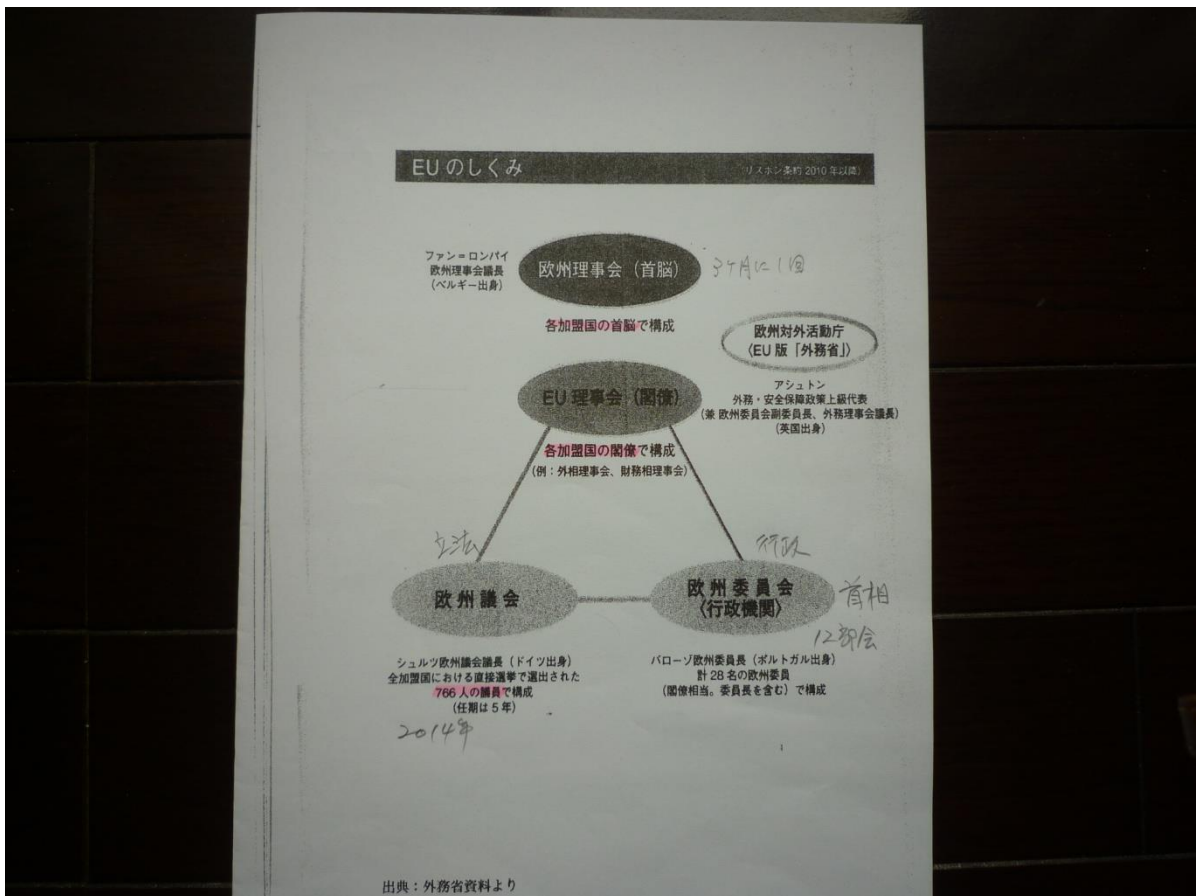 EUのしくみ
(リスボン条約 2010年以降)
ファン=ロンパイ
欧州理事会議長
(ベルギー出身)
欧州理事会(首脳)
3ヶ月に1回
各加盟国の首脳で構成
欧州対外活動庁
〈EU版「外務省」〉
EU理事会(閣僚)
アシュトン
外務・安全保障政策上級代表
(兼 欧州委員会副委員長、外務理事会議長)
(英国出身)
各加盟国の閣僚で構成
(例:外相理事会、財務相理事会)
立法
行政
欧州議会
欧州委員会
〈行政機関〉
首相
12部会
シュルツ欧州議会議長(ドイツ出身)
全加盟国における直接選挙で選出された
766人の議員で構成
(任期は5年)
2014年
バローゾ欧州委員長(ポルトガル出身)
計28名の欧州委員
(閣僚相当。委員長を含む)で構成
出典:外務省資料より